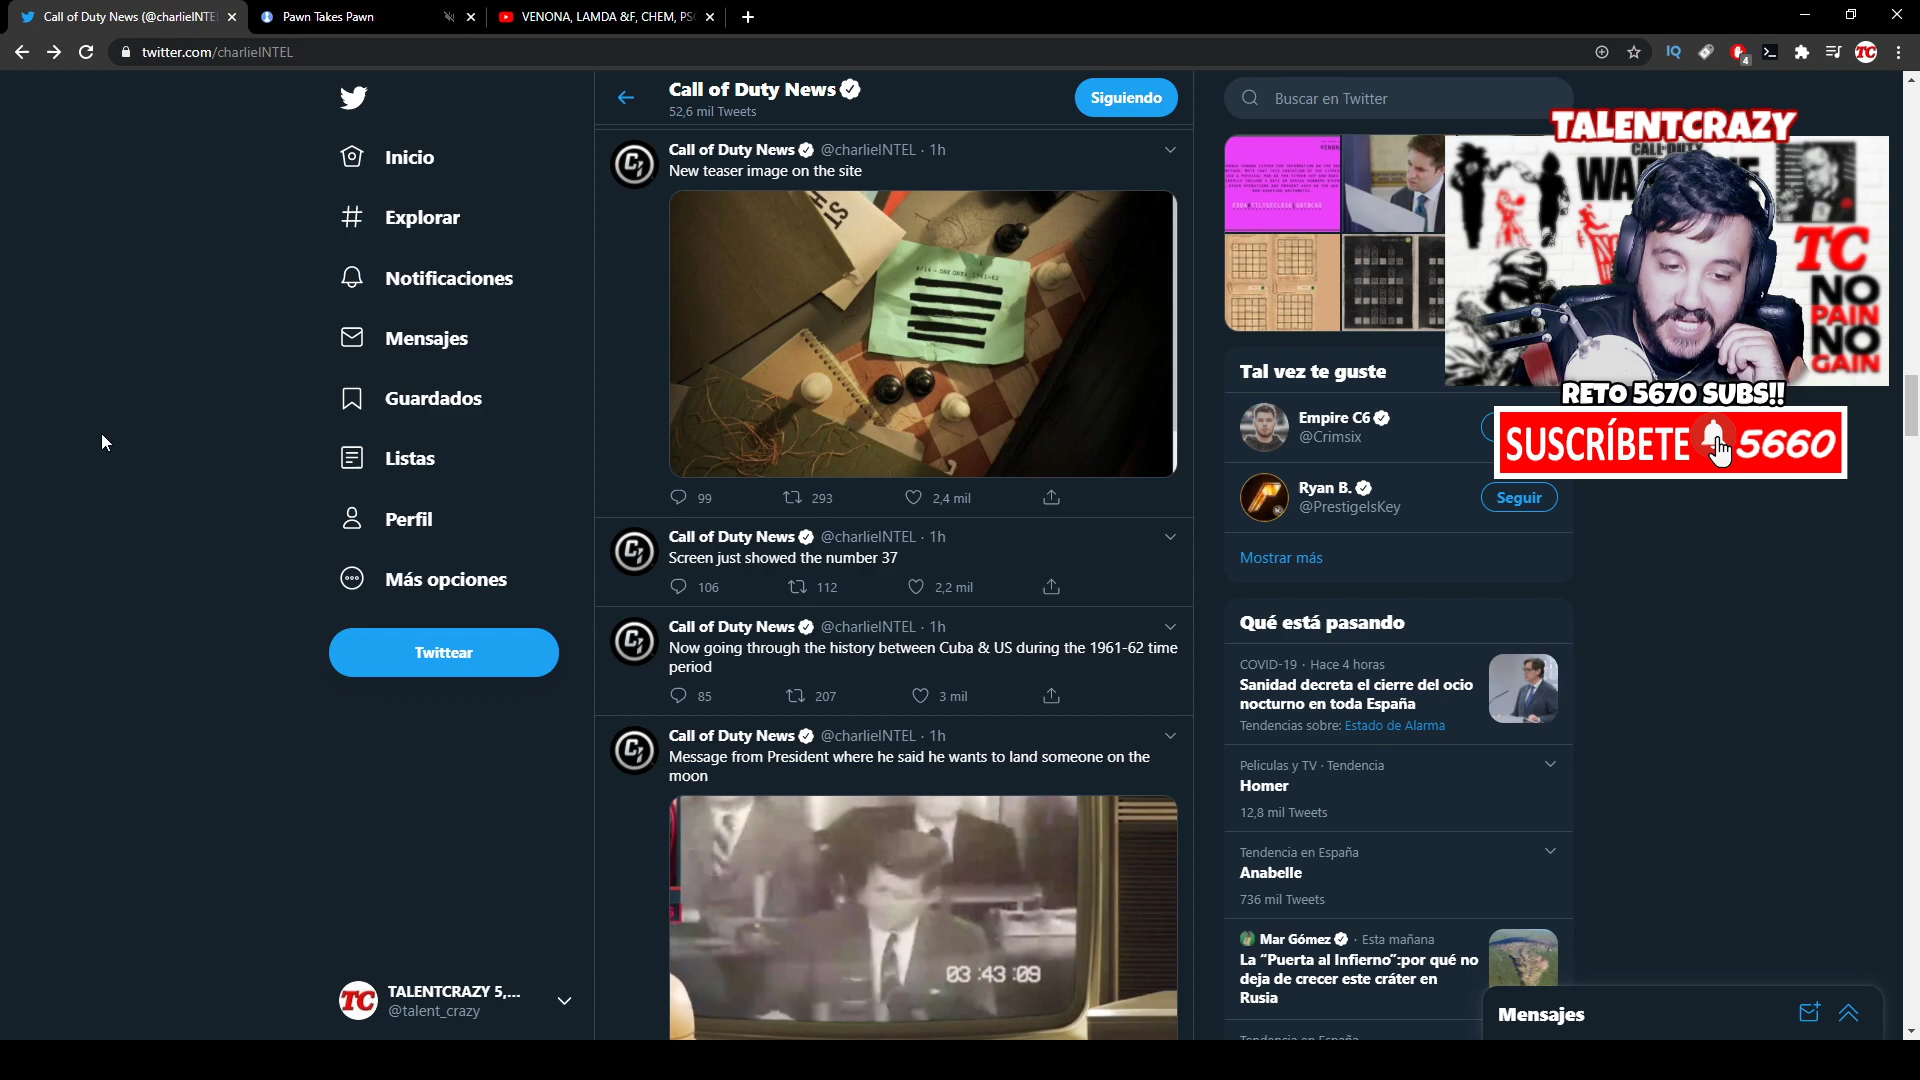 Call of Duty News (@charlieINTE
Pawn Takes Pawn
VENONA, LAMDA &F, CHEM, PS
twitter.com/charlieINTEL
IQ
4
TC
Inicio
Explorar
Notificaciones
Mensajes
Guardados
Listas
Perfil
Más opciones
Twittear
TC
TALENTCRAZY 5,...
@talent_crazy
Call of Duty News
52,6 mil Tweets
Siguiendo
Call of Duty News @charlieINTEL · 1h
New teaser image on the site
99 293 2,4 mil
Call of Duty News @charlieINTEL · 1h
Screen just showed the number 37
106 112 2,2 mil
Call of Duty News @charlieINTEL · 1h
Now going through the history between Cuba & US during the 1961-62 time
period
85 207 3 mil
Call of Duty News @charlieINTEL · 1h
Message from President where he said he wants to land someone on the
moon
03:43:09
Buscar en Twitter
Tal vez te guste
Empire C6
@Crimsix
Ryan B.
@PrestigeIsKey
Seguir
Mostrar más
Qué está pasando
COVID-19 · Hace 4 horas
Sanidad decreta el cierre del ocio
nocturno en toda España
Tendencias sobre: Estado de Alarma
Películas y TV · Tendencia
Homer
12,8 mil Tweets
Tendencia en España
Anabelle
736 mil Tweets
Mar Gómez · Esta mañana
La "Puerta al Infierno":por qué no
deja de crecer este cráter en
Rusia
Tendencia en España
Mensajes
TALENTCRAZY
CALL OF DUTY
TC
NO
PAIN
NO
GAIN
RETO 5670 SUBS!!
SUSCRÍBETE 5660